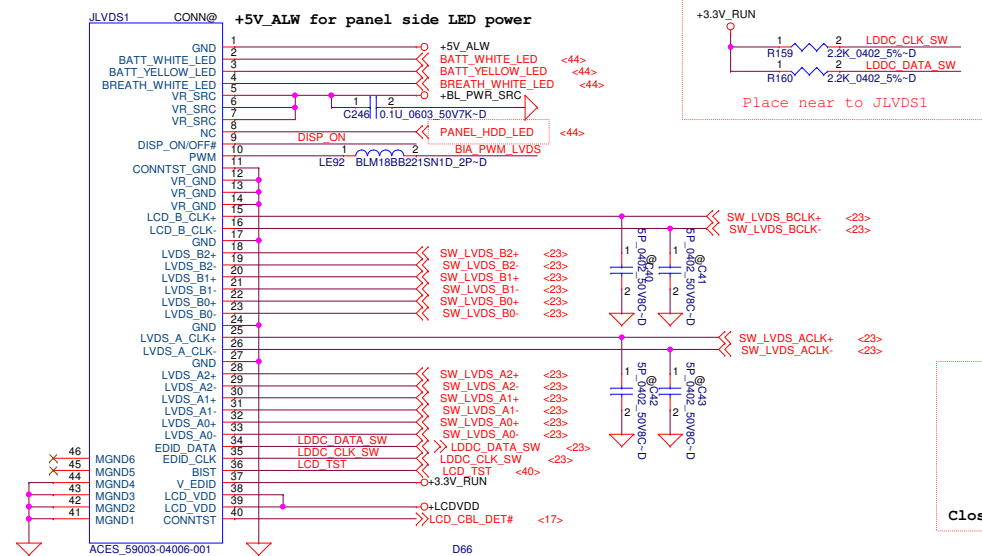 JLVDS1 CONN@ +5V_ALW for panel side LED power
+3.3V_RUN
1 2 LDDC_CLK_SW
R159 2.2K_0402_5%~D
1 2 LDDC_DATA_SW
R160 2.2K_0402_5%~D
Place near to JLVDS1
GND 1 +5V_ALW
BATT_WHITE_LED 2 BATT_WHITE_LED <44>
BATT_YELLOW_LED 3 BATT_YELLOW_LED <44>
BREATH_WHITE_LED 4 BREATH_WHITE_LED <44>
VR_SRC 5 +BL_PWR_SRC
VR_SRC 6 1 2
VR_SRC 7 C246 0.1U_0603_50V7K~D
NC 8 PANEL_HDD_LED <44>
DISP_ON/OFF# 9 DISP_ON
PWM 10 1 2 BIA_PWM_LVDS
LE92 BLM18BB221SN1D_2P~D
CONNTST_GND 11
VR_GND 12
VR_GND 13
VR_GND 14
LCD_B_CLK+ 15 SW_LVDS_BCLK+ <23>
LCD_B_CLK- 16 SW_LVDS_BCLK- <23>
GND 17
LVDS_B2+ 18 SW_LVDS_B2+ <23>
LVDS_B2- 19 SW_LVDS_B2- <23>
LVDS_B1+ 20 SW_LVDS_B1+ <23>
LVDS_B1- 21 SW_LVDS_B1- <23>
LVDS_B0+ 22 SW_LVDS_B0+ <23>
LVDS_B0- 23 SW_LVDS_B0- <23>
1 2 @C40 5P_0402_50V8C~D
1 2 @C41 5P_0402_50V8C~D
GND 24
LVDS_A_CLK+ 25 SW_LVDS_ACLK+ <23>
LVDS_A_CLK- 26 SW_LVDS_ACLK- <23>
GND 27
LVDS_A2+ 28 SW_LVDS_A2+ <23>
LVDS_A2- 29 SW_LVDS_A2- <23>
LVDS_A1+ 30 SW_LVDS_A1+ <23>
LVDS_A1- 31 SW_LVDS_A1- <23>
LVDS_A0+ 32 SW_LVDS_A0+ <23>
LVDS_A0- 33 SW_LVDS_A0- <23>
1 2 @C42 5P_0402_50V8C~D
1 2 @C43 5P_0402_50V8C~D
EDID_DATA 34 LDDC_DATA_SW LDDC_DATA_SW <23>
46 MGND6 EDID_CLK 35 LDDC_CLK_SW LDDC_CLK_SW <23>
45 MGND5 BIST 36 LCD_TST LCD_TST <40>
44 MGND4 V_EDID 37 +3.3V_RUN
43 MGND3 LCD_VDD 38
42 MGND2 LCD_VDD 39 +LCDVDD
41 MGND1 CONNTST 40 LCD_CBL_DET# <17>
Clos
ACES_59003-04006-001 D66